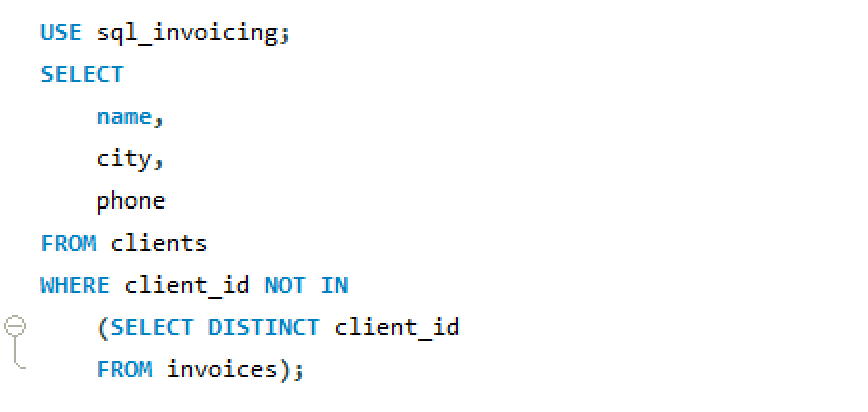 USE sql_invoicing;
SELECT
name,
city,
phone
FROM clients
WHERE client_id NOT IN
(SELECT DISTINCT client_id
FROM invoices);